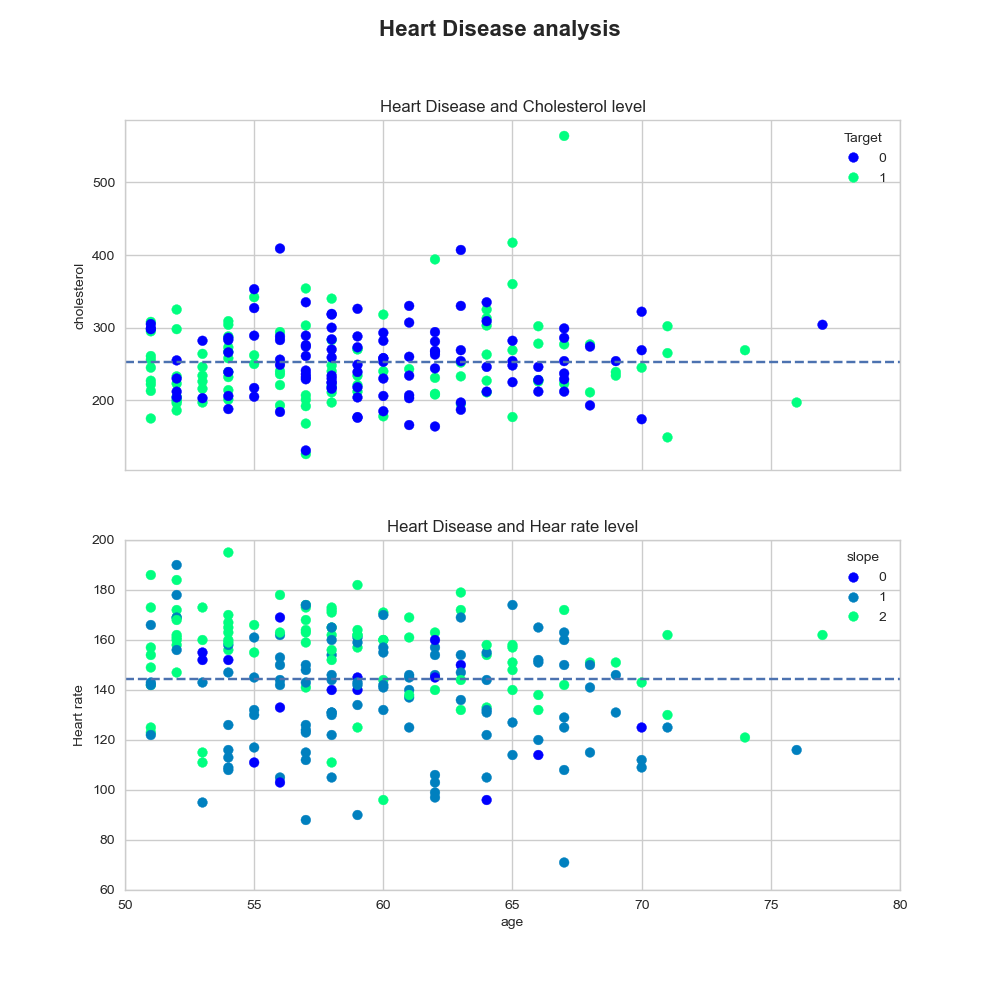 Heart Disease analysis
Heart Disease and Cholesterol level
Target
0
1
500
400
300
200
cholesterol
Heart Disease and Hear rate level
slope
0
1
2
200
180
160
140
120
100
80
60
Heart rate
50 55 60 65 70 75 80
age